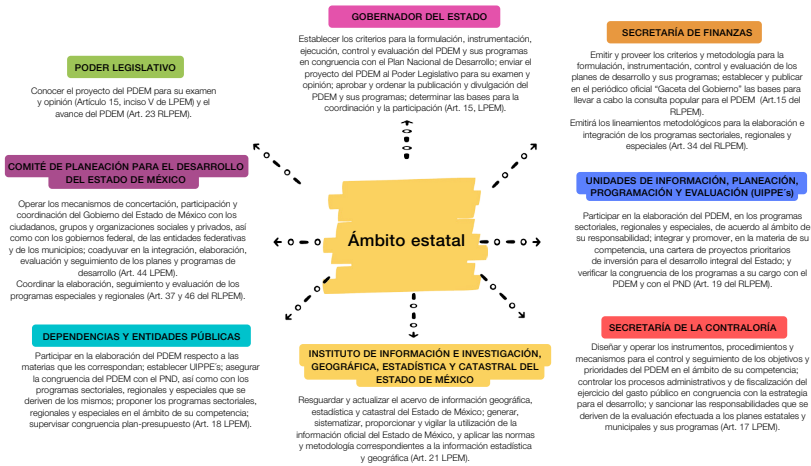 GOBERNADOR DEL ESTADO
Establecer los criterios para la formulación, instrumentación,
ejecución, control y evaluación del PDEM y sus programas
en congruencia con el Plan Nacional de Desarrollo; enviar el
proyecto del PDEM al Poder Legislativo para su examen y
opinión; aprobar y ordenar la publicación y divulgación del
PDEM y sus programas; determinar las bases para la
coordinación y la participación (Art. 15, LPEM).
SECRETARÍA DE FINANZAS
Emitir y proveer los criterios y metodología para la
formulación, instrumentación, control y evaluación de los
planes de desarrollo y sus programas; establecer y publicar
en el periódico oficial "Gaceta del Gobierno" las bases para
llevar a cabo la consulta popular para el PDEM (Art.15 del
RLPEM).
Emitirá los lineamientos metodológicos para la elaboración e
integración de los programas sectoriales, regionales y
especiales (Art. 34 del RLPEM).
PODER LEGISLATIVO
Conocer el proyecto del PDEM para su examen
y opinión (Artículo 15, inciso V de LPEM) y el
avance del PDEM (Art. 23 RLPEM).
COMITÉ DE PLANEACIÓN PARA EL DESARROLLO
DEL ESTADO DE MÉXICO
Operar los mecanismos de concertación, participación y
coordinación del Gobierno del Estado de México con los
ciudadanos, grupos y organizaciones sociales y privados, así
como con los gobiernos federal, de las entidades federativas
y de los municipios; coadyuvar en la integración, elaboración,
evaluación y seguimiento de los planes y programas de
desarrollo (Art. 44 LPEM).
Coordinar la elaboración, seguimiento y evaluación de los
programas especiales y regionales (Art. 37 y 46 del RLPEM).
Ámbito estatal
UNIDADES DE INFORMACIÓN, PLANEACIÓN,
PROGRAMACIÓN Y EVALUACIÓN (UIPPE´s)
Participar en la elaboración del PDEM, en los programas
sectoriales, regionales y especiales, de acuerdo al ámbito de
su responsabilidad; integrar y promover, en la materia de su
competencia, una cartera de proyectos prioritarios
de inversión para el desarrollo integral del Estado; y
verificar la congruencia de los programas a su cargo con el
PDEM y con el PND (Art. 19 del RLPEM).
DEPENDENCIAS Y ENTIDADES PÚBLICAS
Participar en la elaboración del PDEM respecto a las
materias que les correspondan; establecer UIPPE's; asegurar
la congruencia del PDEM con el PND, así como con los
programas sectoriales, regionales y especiales que se
deriven de los mismos; proponer los programas sectoriales,
regionales y especiales en el ámbito de su competencia;
supervisar congruencia plan-presupuesto (Art. 18 LPEM).
INSTITUTO DE INFORMACIÓN E INVESTIGACIÓN,
GEOGRÁFICA, ESTADÍSTICA Y CATASTRAL DEL
ESTADO DE MÉXICO
Resguardar y actualizar el acervo de información geográfica,
estadística y catastral del Estado de México; generar,
sistematizar, proporcionar y vigilar la utilización de la
información oficial del Estado de México, y aplicar las normas
y metodología correspondientes a la información estadística
y geográfica (Art. 21 LPEM).
SECRETARÍA DE LA CONTRALORÍA
Diseñar y operar los instrumentos, procedimientos y
mecanismos para el control y seguimiento de los objetivos y
prioridades del PDEM en el ámbito de su competencia;
controlar los procesos administrativos y de fiscalización del
ejercicio del gasto público en congruencia con la estrategia
para el desarrollo; y sancionar las responsabilidades que se
deriven de la evaluación efectuada a los planes estatales y
municipales y sus programas (Art. 17 LPEM).